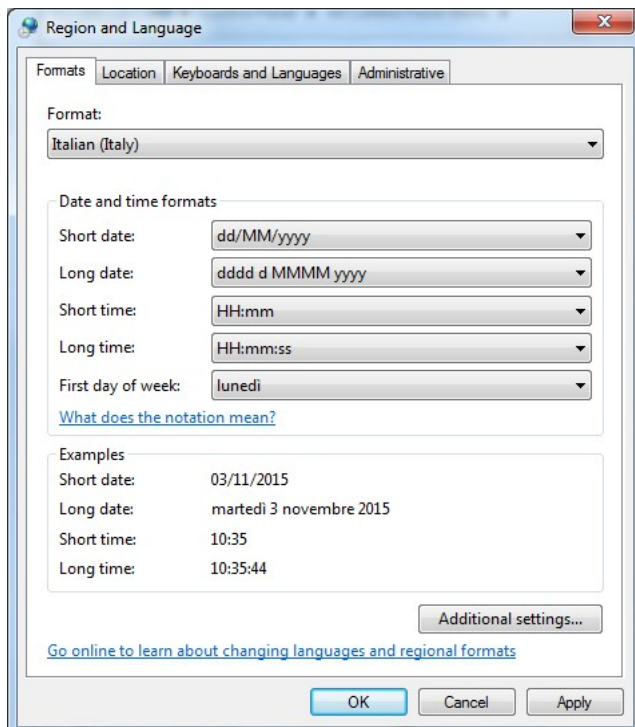 Region and Language
Formats Location Keyboards and Languages Administrative
Format:
Italian (Italy)
Date and time formats
Short date: dd/MM/yyyy
Long date: dddd d MMMM yyyy
Short time: HH:mm
Long time: HH:mm:ss
First day of week: lunedì
What does the notation mean?
Examples
Short date: 03/11/2015
Long date: martedì 3 novembre 2015
Short time: 10:35
Long time: 10:35:44
Additional settings...
Go online to learn about changing languages and regional formats
OK Cancel Apply